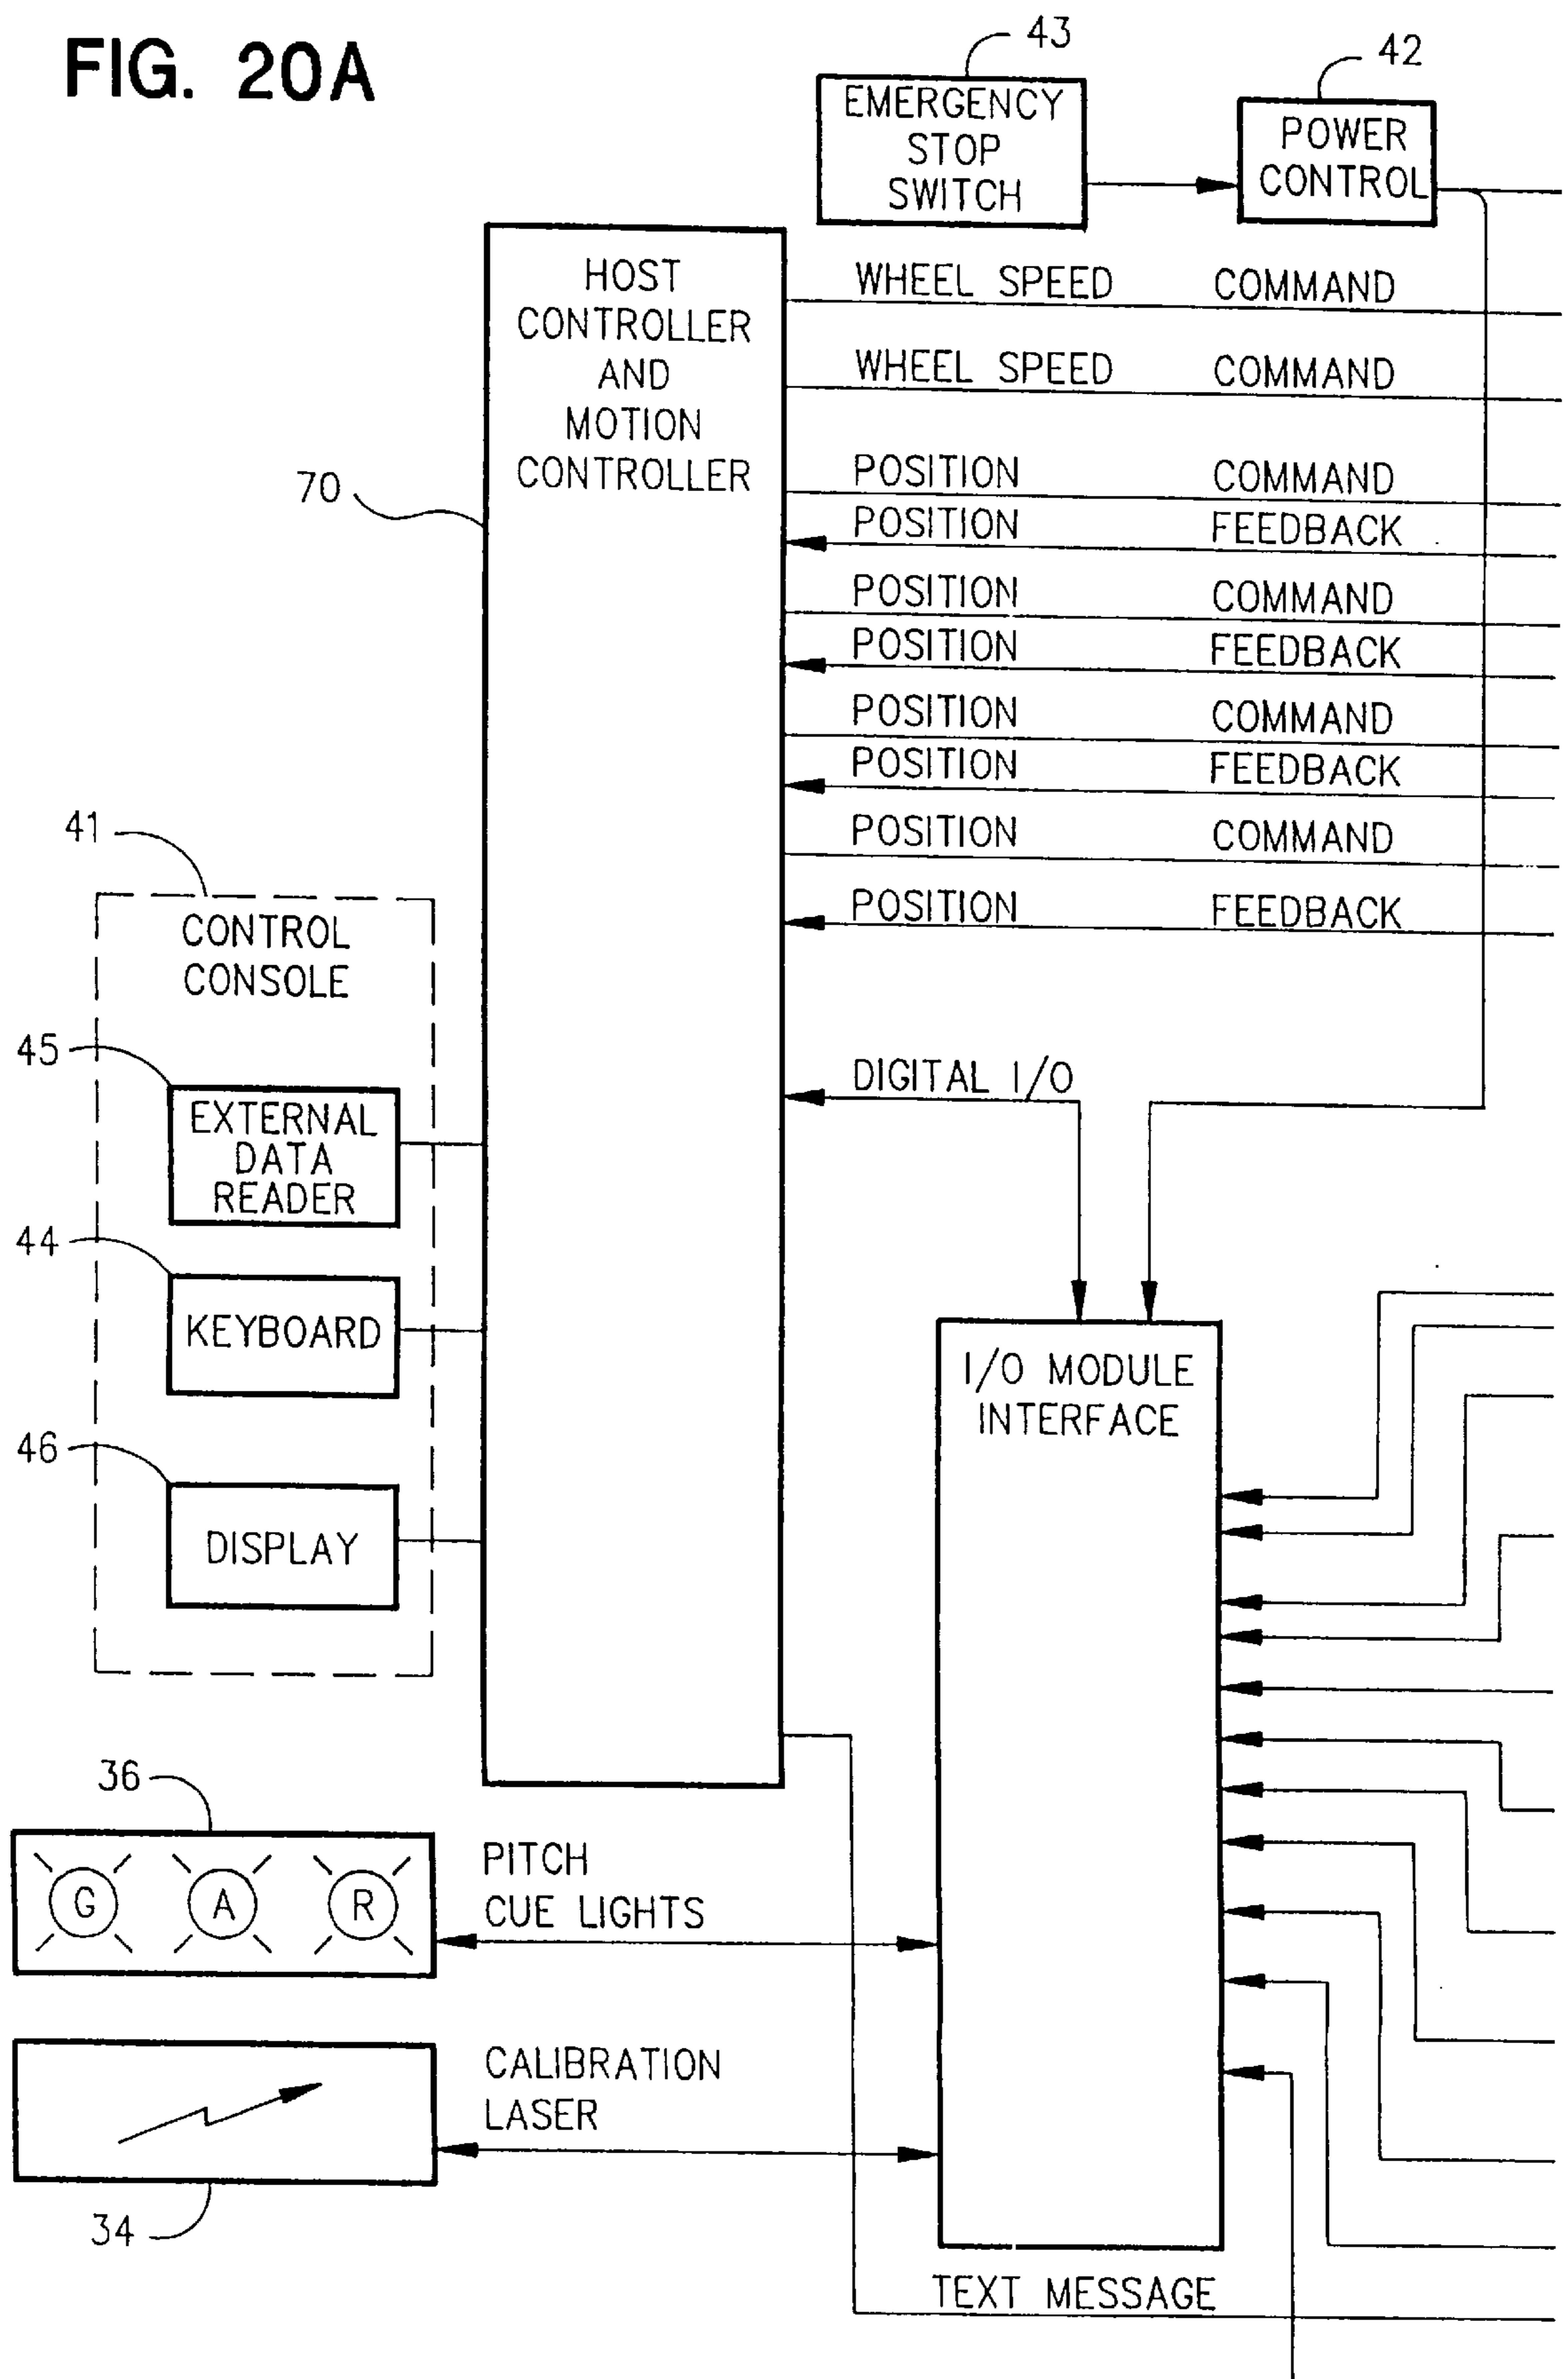 FIG. 20A
43
42
EMERGENCY
STOP
SWITCH
POWER
CONTROL
HOST
CONTROLLER
AND
MOTION
CONTROLLER
70
WHEEL SPEED COMMAND
WHEEL SPEED COMMAND
POSITION COMMAND
POSITION FEEDBACK
POSITION COMMAND
POSITION FEEDBACK
POSITION COMMAND
POSITION FEEDBACK
POSITION COMMAND
POSITION FEEDBACK
41
CONTROL
CONSOLE
45
EXTERNAL
DATA
READER
44
KEYBOARD
46
DISPLAY
DIGITAL I/O
I/O MODULE
INTERFACE
36
G A R
PITCH
CUE LIGHTS
CALIBRATION
LASER
34
TEXT MESSAGE